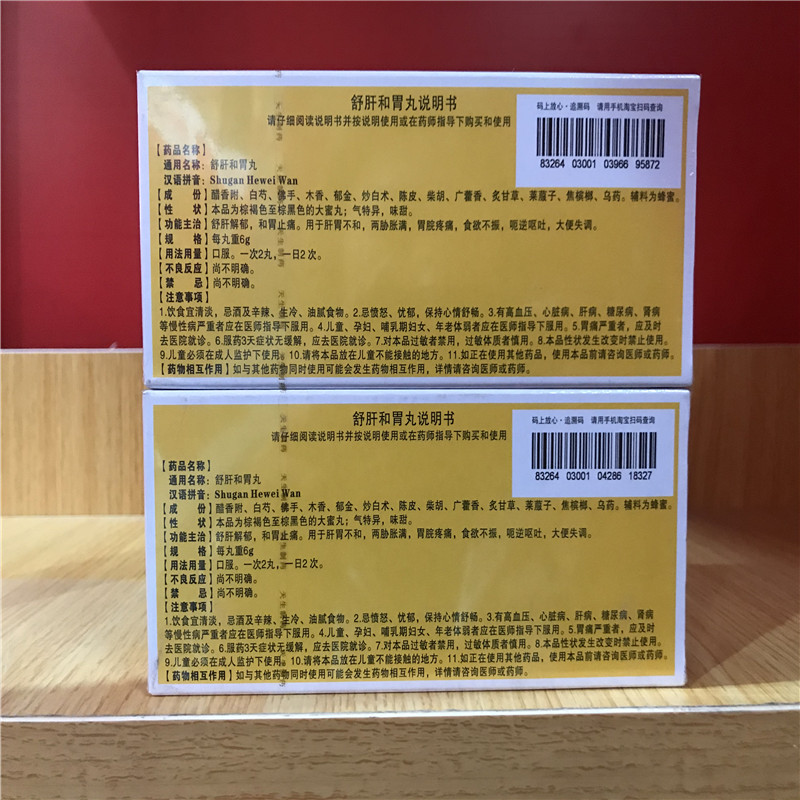 舒肝和胃丸说明书
请仔细阅读说明书并按说明使用或在药师指导下购买和使用
码上放心·追溯码 请用手机淘宝扫码查询
83264 03001 03966 95872
【药品名称】
通用名称：舒肝和胃丸
汉语拼音：Shugan Hewei Wan
【成 份】醋香附、白芍、佛手、木香、郁金、炒白术、陈皮、柴胡、广藿香、炙甘草、莱菔子、焦槟榔、乌药。辅料为蜂蜜。
【性 状】本品为棕褐色至棕黑色的大蜜丸；气特异，味甜。
【功能主治】舒肝解郁，和胃止痛。用于肝胃不和，两胁胀满，胃脘疼痛，食欲不振，呃逆呕吐，大便失调。
【规 格】每丸重6g
【用法用量】口服。一次2丸，一日2次。
【不良反应】尚不明确。
【禁 忌】尚不明确。
【注意事项】
1.饮食宜清淡，忌酒及辛辣、生冷、油腻食物。2.忌愤怒、忧郁，保持心情舒畅。3.有高血压、心脏病、肝病、糖尿病、肾病
等慢性病严重者应在医师指导下服用。4.儿童、孕妇、哺乳期妇女、年老体弱者应在医师指导下服用。5.胃痛严重者，应及时
去医院就诊。6.服药3天症状无缓解，应去医院就诊。7.对本品过敏者禁用，过敏体质者慎用。8.本品性状发生改变时禁止使用。
9.儿童必须在成人监护下使用。10.请将本品放在儿童不能接触的地方。11.如正在使用其他药品，使用本品前请咨询医师或药师。
【药物相互作用】如与其他药物同时使用可能会发生药物相互作用，详情请咨询医师或药师。
舒肝和胃丸说明书
请仔细阅读说明书并按说明使用或在药师指导下购买和使用
码上放心·追溯码 请用手机淘宝扫码查询
83264 03001 04286 18327
【药品名称】
通用名称：舒肝和胃丸
汉语拼音：Shugan Hewei Wan
【成 份】醋香附、白芍、佛手、木香、郁金、炒白术、陈皮、柴胡、广藿香、炙甘草、莱菔子、焦槟榔、乌药。辅料为蜂蜜。
【性 状】本品为棕褐色至棕黑色的大蜜丸；气特异，味甜。
【功能主治】舒肝解郁，和胃止痛。用于肝胃不和，两胁胀满，胃脘疼痛，食欲不振，呃逆呕吐，大便失调。
【规 格】每丸重6g
【用法用量】口服。一次2丸，一日2次。
【不良反应】尚不明确。
【禁 忌】尚不明确。
【注意事项】
1.饮食宜清淡，忌酒及辛辣、生冷、油腻食物。2.忌愤怒、忧郁，保持心情舒畅。3.有高血压、心脏病、肝病、糖尿病、肾病
等慢性病严重者应在医师指导下服用。4.儿童、孕妇、哺乳期妇女、年老体弱者应在医师指导下服用。5.胃痛严重者，应及时
去医院就诊。6.服药3天症状无缓解，应去医院就诊。7.对本品过敏者禁用，过敏体质者慎用。8.本品性状发生改变时禁止使用。
9.儿童必须在成人监护下使用。10.请将本品放在儿童不能接触的地方。11.如正在使用其他药品，使用本品前请咨询医师或药师。
【药物相互作用】如与其他药物同时使用可能会发生药物相互作用，详情请咨询医师或药师。